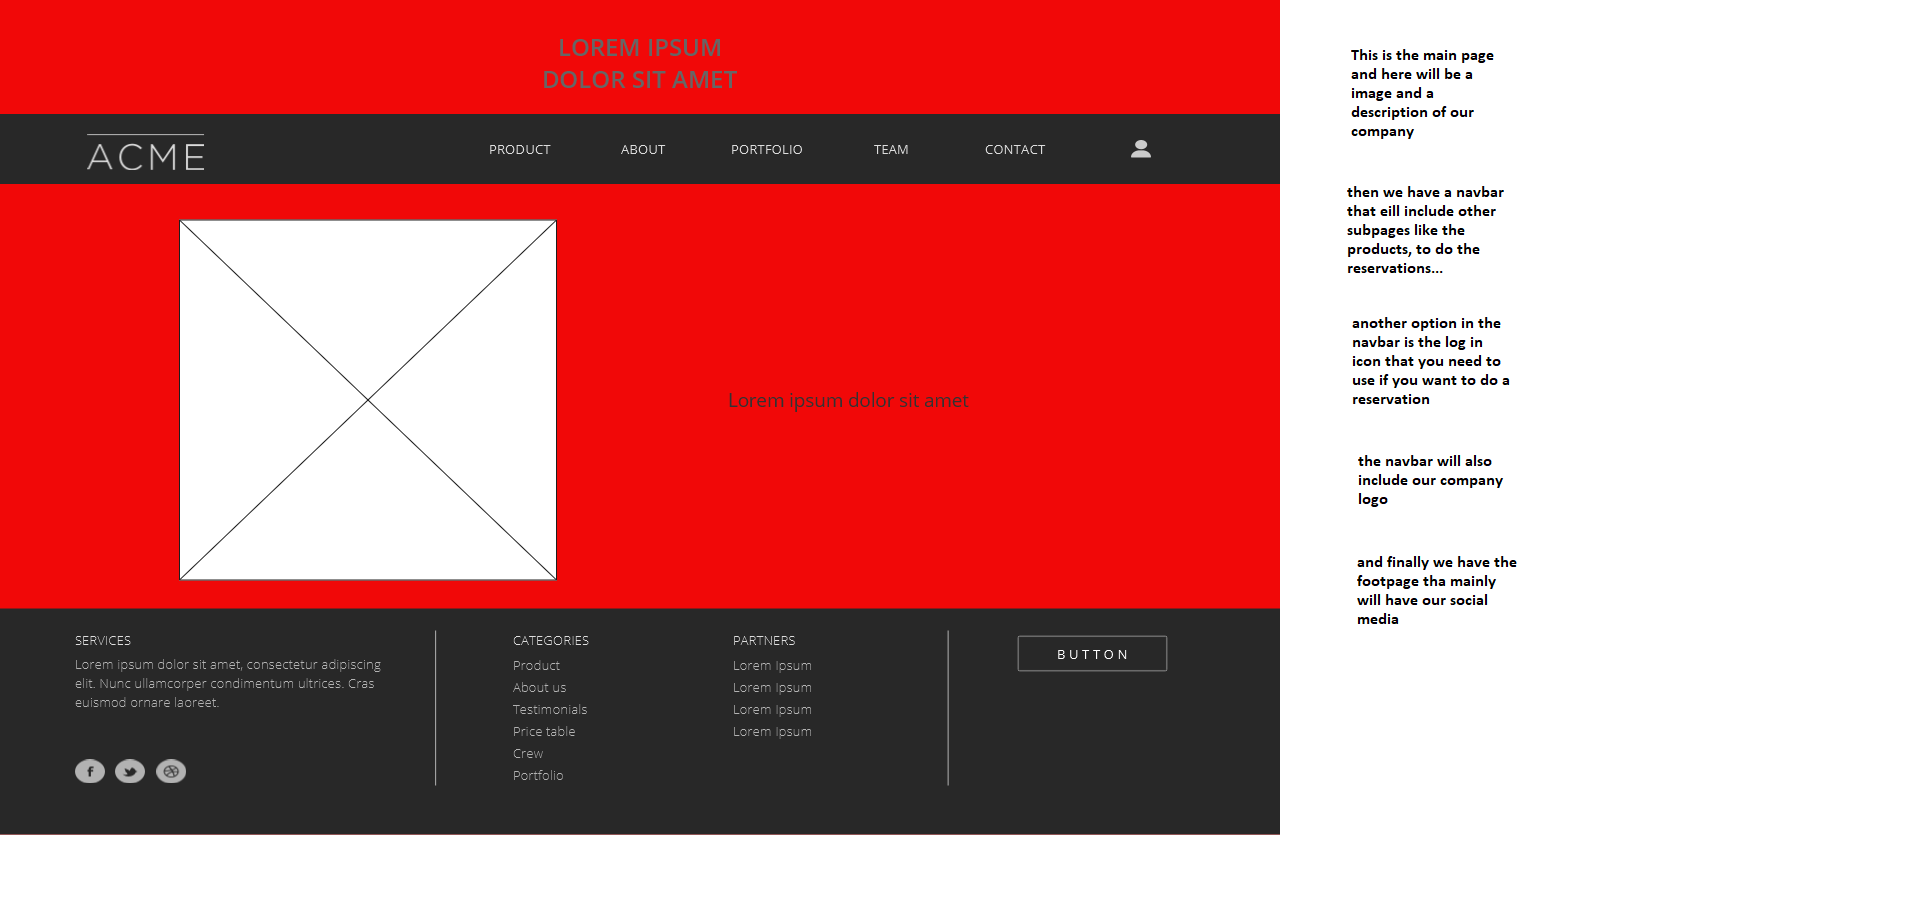 LOREM IPSUM
DOLOR SIT AMET
ACME
PRODUCT
ABOUT
PORTFOLIO
TEAM
CONTACT
Lorem ipsum dolor sit amet
SERVICES
Lorem ipsum dolor sit amet, consectetur adipiscing
elit. Nunc ullamcorper condimentum ultrices. Cras
euismod ornare laoreet.
CATEGORIES
Product
About us
Testimonials
Price table
Crew
Portfolio
PARTNERS
Lorem Ipsum
Lorem Ipsum
Lorem Ipsum
Lorem Ipsum
BUTTON
This is the main page
and here will be a
image and a
description of our
company
then we have a navbar
that eill include other
subpages like the
products, to do the
reservations...
another option in the
navbar is the log in
icon that you need to
use if you want to do a
reservation
the navbar will also
include our company
logo
and finally we have the
footpage tha mainly
will have our social
media